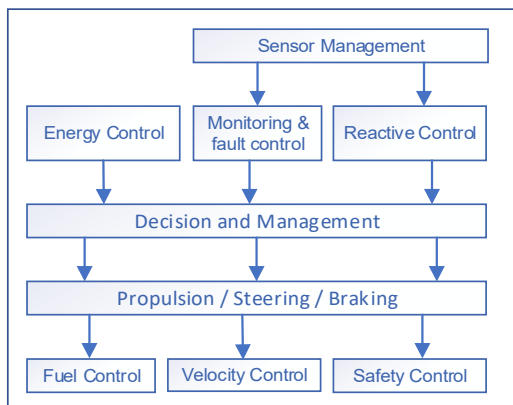 Sensor Management
Energy Control
Monitoring &
fault control
Reactive Control
Decision and Management
Propulsion / Steering / Braking
Fuel Control
Velocity Control
Safety Control